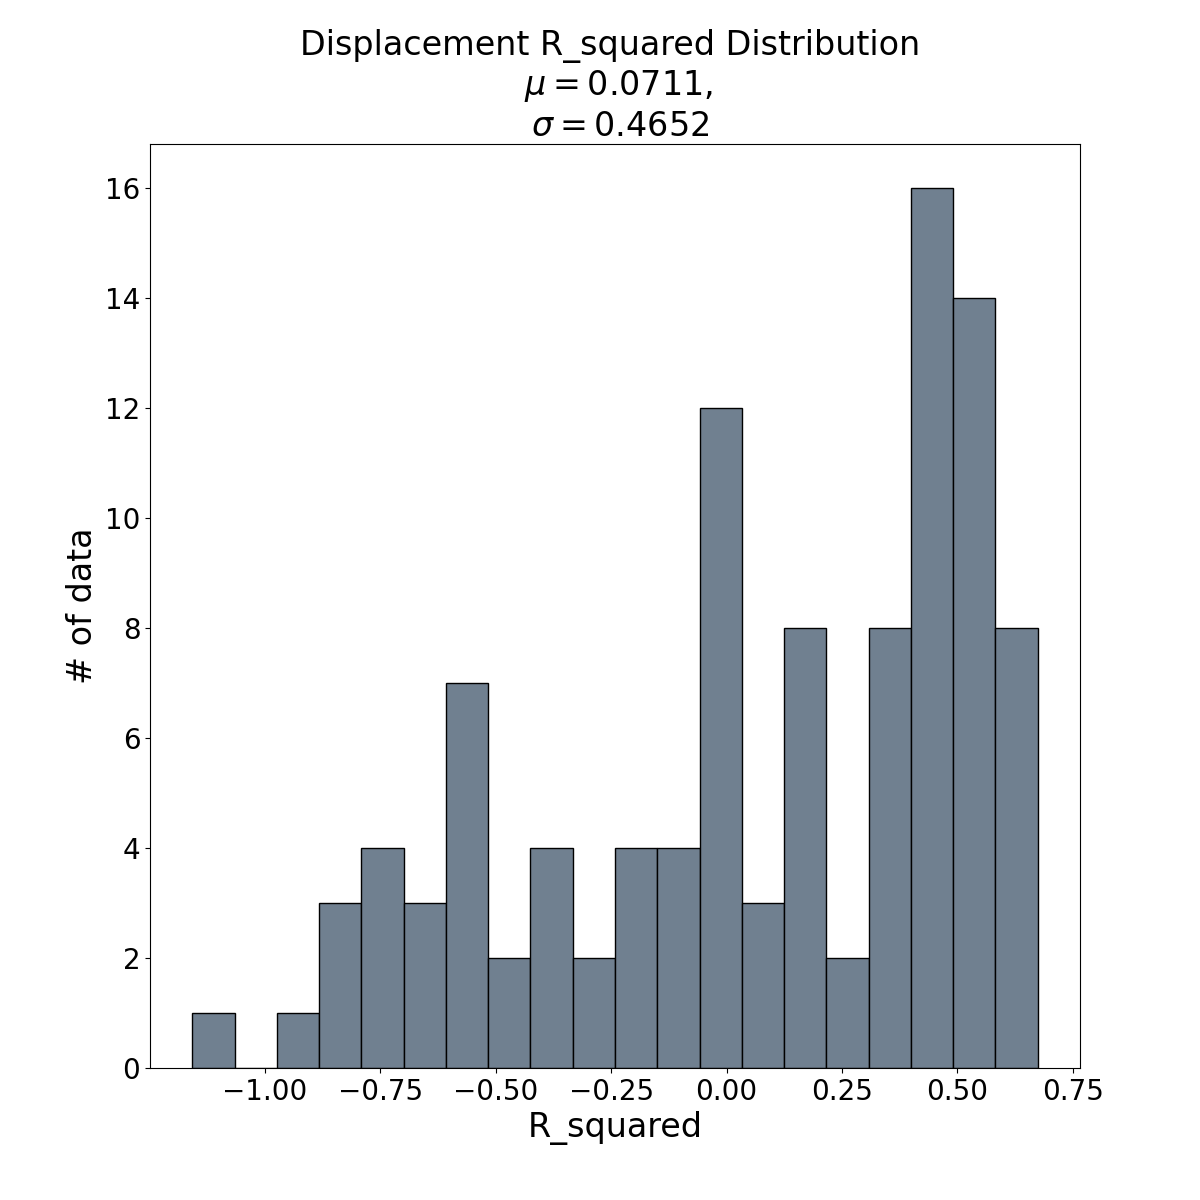 Displacement R_squared Distribution
μ = 0.0711,
σ = 0.4652
16
14
12
10
8
6
4
2
0
# of data
−1.00 −0.75 −0.50 −0.25 0.00 0.25 0.50 0.75
R_squared